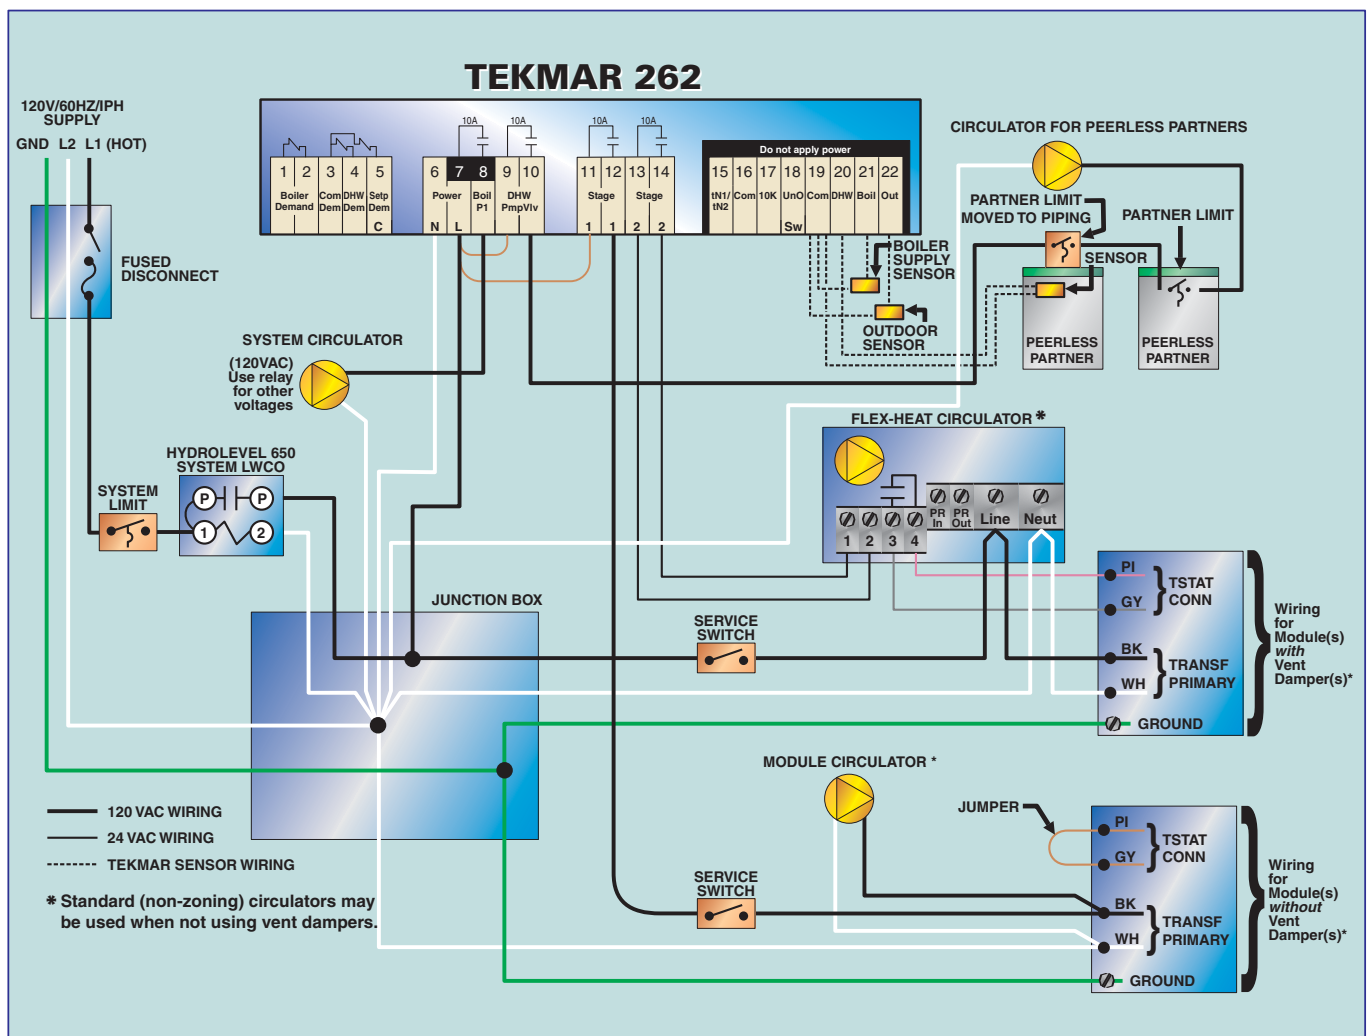 TEKMAR 262
120V/60HZ/IPH
SUPPLY
GND L2 L1 (HOT)
FUSED
DISCONNECT
10A
10A
10A
10A
1 2 3 4 5
Boiler
Demand
Com
Dem
DHW
Dem
Setp
Dem
C
6 7 8 9 10
Power
Boil
P1
DHW
PmpVlv
N L
11 12 13 14
Stage
Stage
1 1 2 2
Do not apply power
15 16 17 18 19 20 21 22
tN1/
tN2
Com
10K
UnO
Sw
Com
DHW
Boil
Out
BOILER
SUPPLY
SENSOR
OUTDOOR
SENSOR
CIRCULATOR FOR PEERLESS PARTNERS
PARTNER LIMIT
MOVED TO PIPING
PARTNER LIMIT
SENSOR
PEERLESS
PARTNER
PEERLESS
PARTNER
SYSTEM CIRCULATOR
(120VAC)
Use relay
for other
voltages
HYDROLEVEL 650
SYSTEM LWCO
P P
1 2
SYSTEM
LIMIT
FLEX-HEAT CIRCULATOR *
1 2 3 4
PR
In
PR
Out
Line
Neut
JUNCTION BOX
SERVICE
SWITCH
PI
GY
TSTAT
CONN
BK
WH
TRANSF
PRIMARY
GROUND
Wiring
for
Module(s)
with
Vent
Damper(s)*
MODULE CIRCULATOR *
JUMPER
SERVICE
SWITCH
PI
GY
TSTAT
CONN
BK
WH
TRANSF
PRIMARY
GROUND
Wiring
for
Module(s)
without
Vent
Damper(s)*
120 VAC WIRING
24 VAC WIRING
TEKMAR SENSOR WIRING
* Standard (non-zoning) circulators may
be used when not using vent dampers.